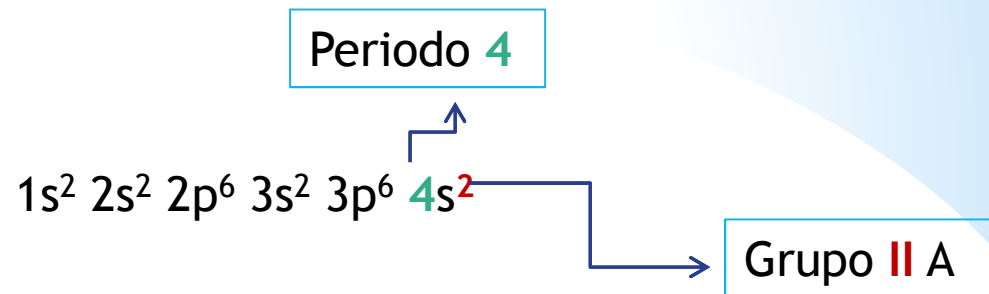 Periodo 4
1s² 2s² 2p⁶ 3s² 3p⁶ 4s²
Grupo II A